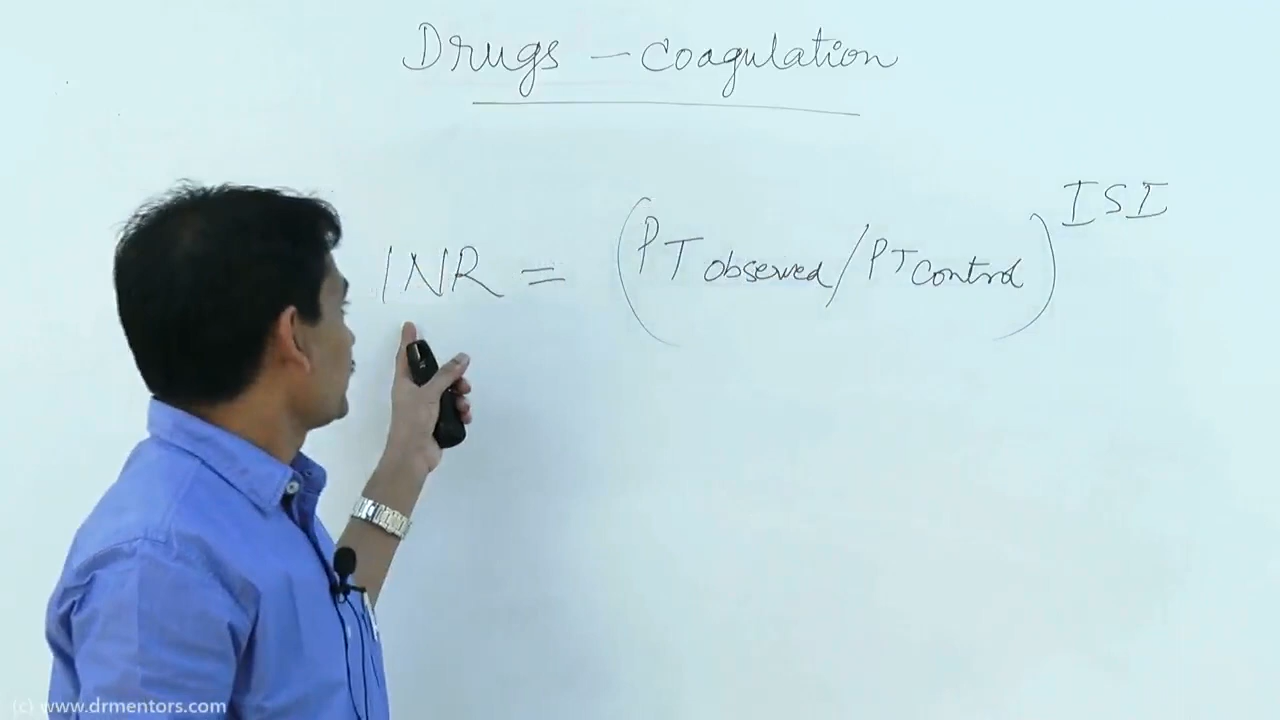 Drugs - coagulation
INR = (PT observed / PT control)^ISI
(c) www.drmentors.com